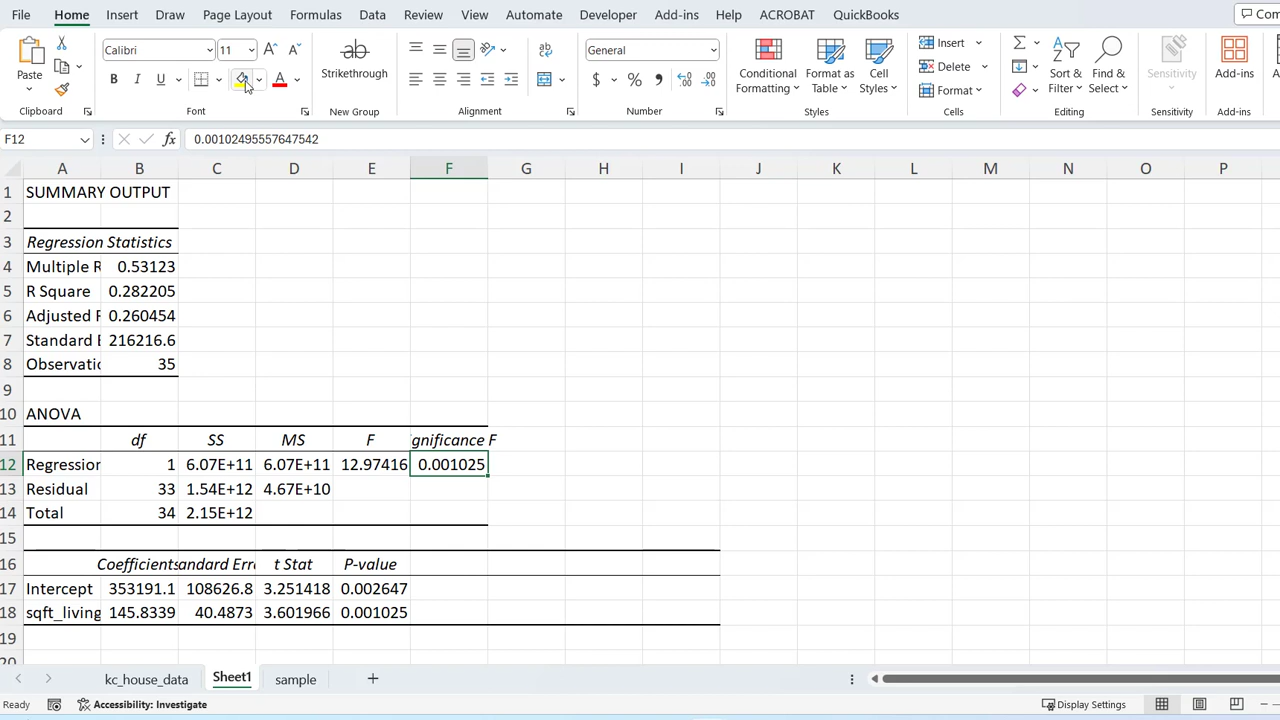 File Home Insert Draw Page Layout Formulas Data Review View Automate Developer Add-ins Help ACROBAT QuickBooks Com
Paste Calibri 11 B I U A ab Strikethrough ab General $ % , Conditional Formatting Format as Table Cell Styles Insert Delete Format Sort & Filter Find & Select Sensitivity Add-ins
Clipboard Font New Group Alignment Number Styles Cells Editing Sensitivity Add-ins
F12 fx 0.00102495557647542
A B C D E F G H I J K L M N O P
1 SUMMARY OUTPUT
2
3 Regression Statistics
4 Multiple R 0.53123
5 R Square 0.282205
6 Adjusted R 0.260454
7 Standard E 216216.6
8 Observatio 35
9
10 ANOVA
11 df SS MS F gnificance F
12 Regression 1 6.07E+11 6.07E+11 12.97416 0.001025
13 Residual 33 1.54E+12 4.67E+10
14 Total 34 2.15E+12
15
16 Coefficients andard Erro t Stat P-value
17 Intercept 353191.1 108626.8 3.251418 0.002647
18 sqft_living 145.8339 40.4873 3.601966 0.001025
19
20
kc_house_data Sheet1 sample +
Ready Accessibility: Investigate Display Settings